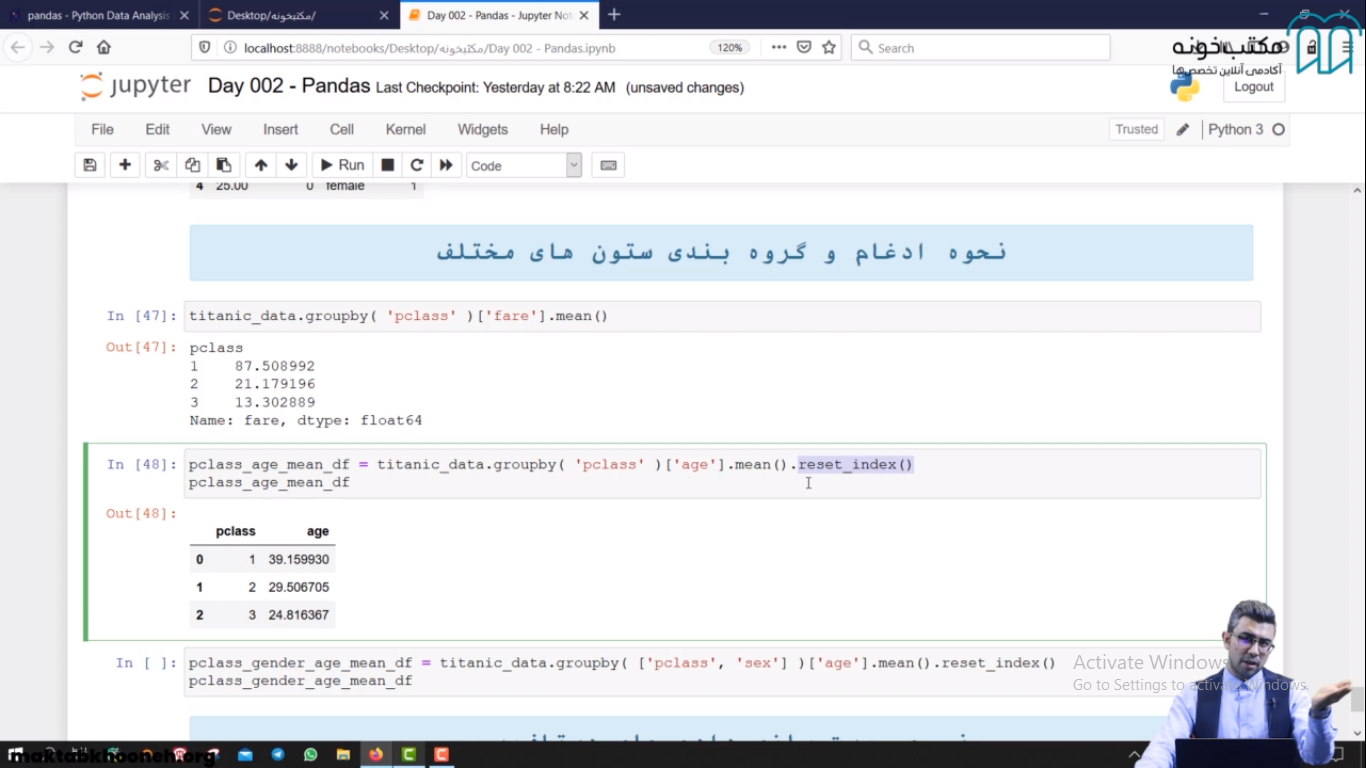 pandas - Python Data Analysis
Desktop/مکتبخونه/
Day 002 - Pandas - Jupyter Not
localhost:8888/notebooks/Desktop/مکتبخونه/Day 002 - Pandas.ipynb
120%
Search
مکتب‌خونه
آکادمی آنلاین تخصص‌ها
jupyter Day 002 - Pandas Last Checkpoint: Yesterday at 8:22 AM (unsaved changes)
Logout
File Edit View Insert Cell Kernel Widgets Help
Trusted Python 3
Run Code
4 25.00 0 female 1
نحوه ادغام و گروه بندی ستون های مختلف
In [47]: titanic_data.groupby( 'pclass' )['fare'].mean()
Out[47]: pclass
1 87.508992
2 21.179196
3 13.302889
Name: fare, dtype: float64
In [48]: pclass_age_mean_df = titanic_data.groupby( 'pclass' )['age'].mean().reset_index()
pclass_age_mean_df
Out[48]:
pclass age
0 1 39.159930
1 2 29.506705
2 3 24.816367
In [ ]: pclass_gender_age_mean_df = titanic_data.groupby( ['pclass', 'sex'] )['age'].mean().reset_index()
pclass_gender_age_mean_df
Activate Windows
Go to Settings to activate Windows.
maktabkhooneh.org